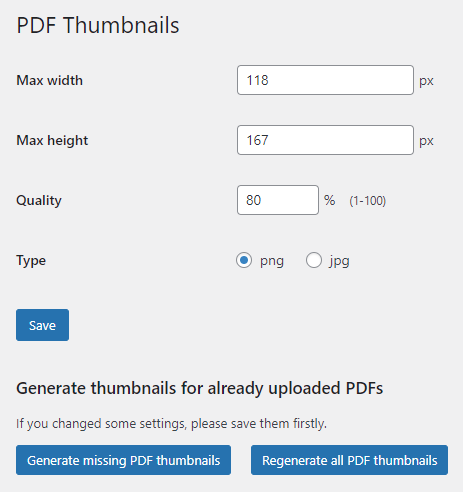 PDF Thumbnails
Max width 118 px
Max height 167 px
Quality 80 % (1-100)
Type png jpg
Save
Generate thumbnails for already uploaded PDFs
If you changed some settings, please save them firstly.
Generate missing PDF thumbnails Regenerate all PDF thumbnails